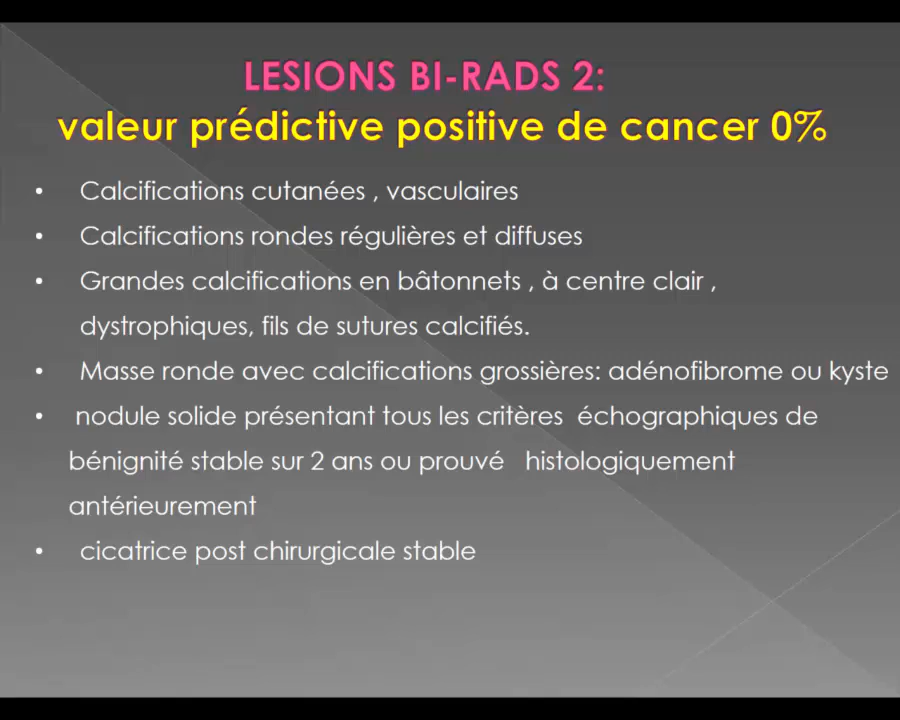 LESIONS BI-RADS 2:
valeur prédictive positive de cancer 0%
• Calcifications cutanées , vasculaires
• Calcifications rondes régulières et diffuses
• Grandes calcifications en bâtonnets , à centre clair ,
dystrophiques, fils de sutures calcifiés.
• Masse ronde avec calcifications grossières: adénofibrome ou kyste
• nodule solide présentant tous les critères échographiques de
bénignité stable sur 2 ans ou prouvé histologiquement
antérieurement
• cicatrice post chirurgicale stable